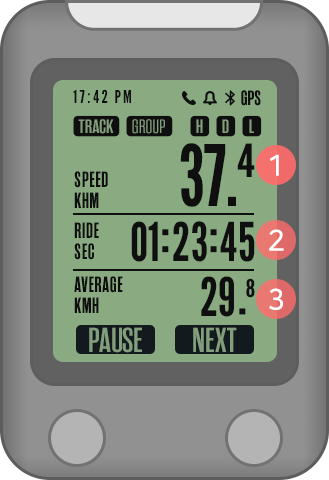 17:42 PM GPS
TRACK GROUP H D L
SPEED
KHM
37.4
1
RIDE
SEC
01:23:45
2
AVERAGE
KMH
29.8
3
PAUSE NEXT